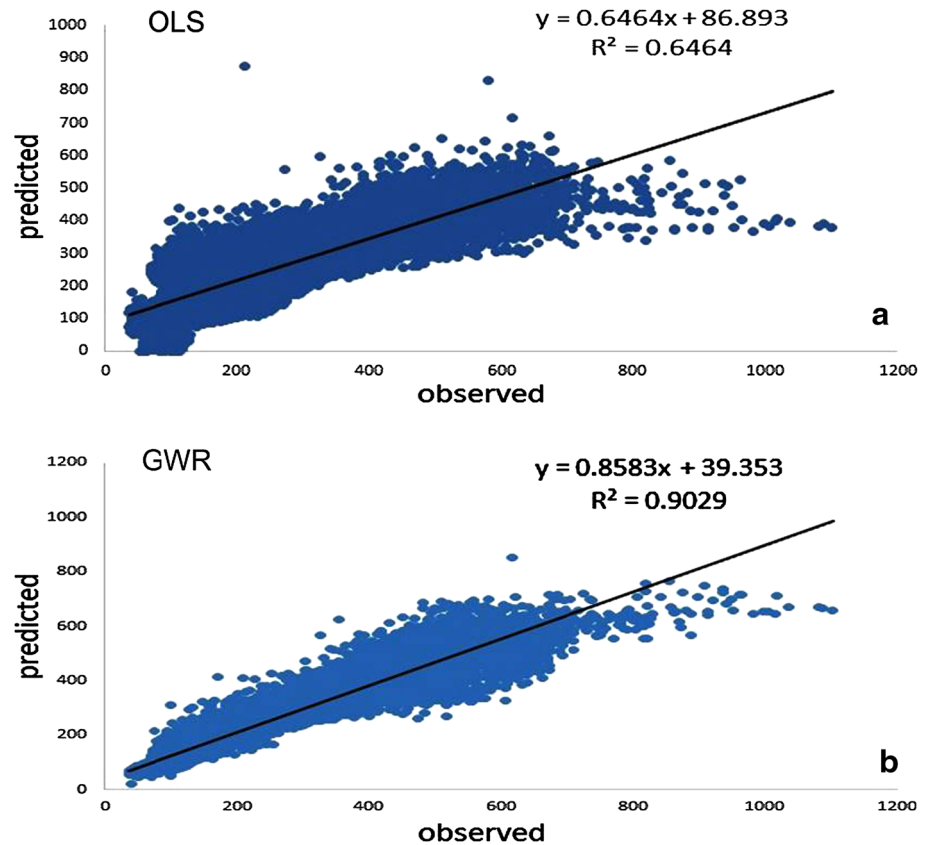 OLS
y = 0.6464x + 86.893
R² = 0.6464
1000
900
800
700
600
500
400
300
200
100
0
predicted
0 200 400 600 800 1000 1200
observed
a
GWR
y = 0.8583x + 39.353
R² = 0.9029
1200
1000
800
600
400
200
0
predicted
0 200 400 600 800 1000 1200
observed
b